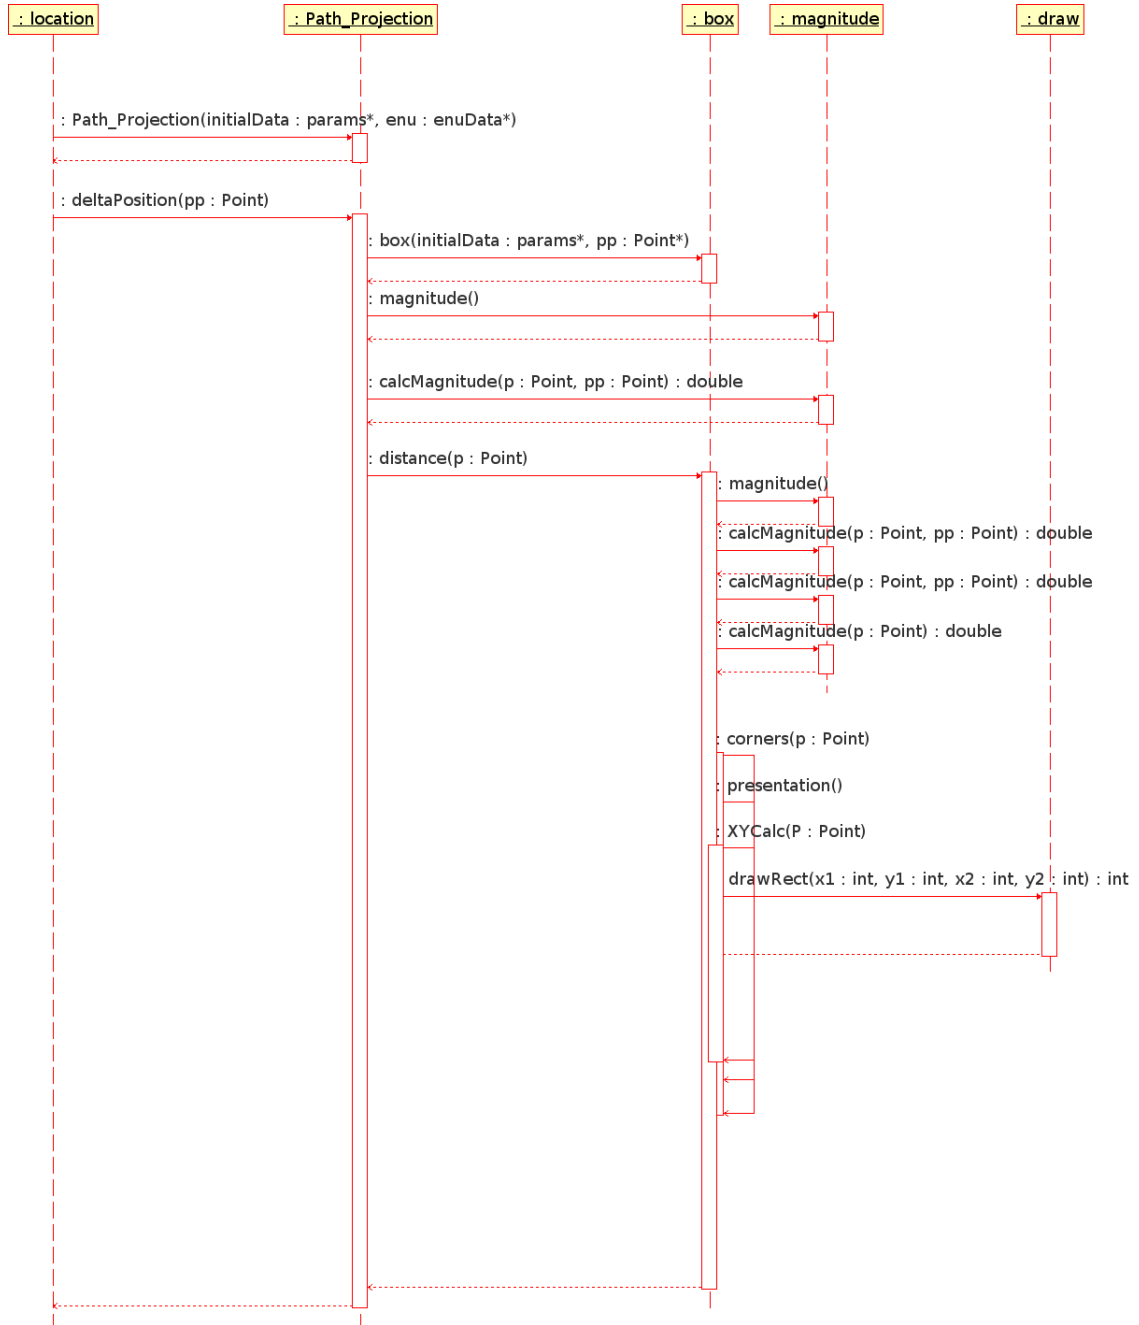 : location
: Path_Projection
: box
: magnitude
: draw
: Path_Projection(initialData : params*, enu : enuData*)
: deltaPosition(pp : Point)
: box(initialData : params*, pp : Point*)
: magnitude()
: calcMagnitude(p : Point, pp : Point) : double
: distance(p : Point)
: magnitude()
: calcMagnitude(p : Point, pp : Point) : double
: calcMagnitude(p : Point, pp : Point) : double
: calcMagnitude(p : Point) : double
: corners(p : Point)
: presentation()
: XYCalc(P : Point)
drawRect(x1 : int, y1 : int, x2 : int, y2 : int) : int